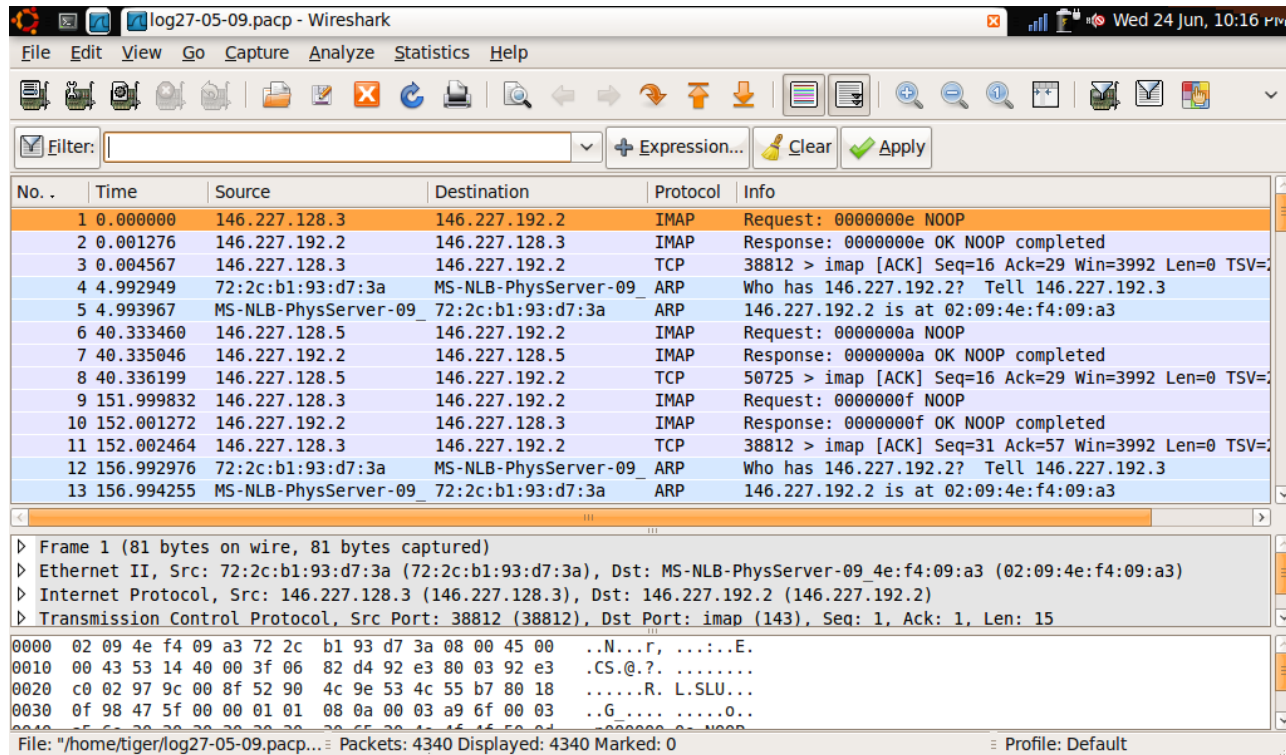 log27-05-09.pacp - Wireshark Wed 24 Jun, 10:16
File Edit View Go Capture Analyze Statistics Help
Filter: Expression... Clear Apply
No. . Time Source Destination Protocol Info
1 0.000000 146.227.128.3 146.227.192.2 IMAP Request: 0000000e NOOP
2 0.001276 146.227.192.2 146.227.128.3 IMAP Response: 0000000e OK NOOP completed
3 0.004567 146.227.128.3 146.227.192.2 TCP 38812 > imap [ACK] Seq=16 Ack=29 Win=3992 Len=0 TSV=2
4 4.992949 72:2c:b1:93:d7:3a MS-NLB-PhysServer-09_ ARP Who has 146.227.192.2? Tell 146.227.192.3
5 4.993967 MS-NLB-PhysServer-09_ 72:2c:b1:93:d7:3a ARP 146.227.192.2 is at 02:09:4e:f4:09:a3
6 40.333460 146.227.128.5 146.227.192.2 IMAP Request: 0000000a NOOP
7 40.335046 146.227.192.2 146.227.128.5 IMAP Response: 0000000a OK NOOP completed
8 40.336199 146.227.128.5 146.227.192.2 TCP 50725 > imap [ACK] Seq=16 Ack=29 Win=3992 Len=0 TSV=2
9 151.999832 146.227.128.3 146.227.192.2 IMAP Request: 0000000f NOOP
10 152.001272 146.227.192.2 146.227.128.3 IMAP Response: 0000000f OK NOOP completed
11 152.002464 146.227.128.3 146.227.192.2 TCP 38812 > imap [ACK] Seq=31 Ack=57 Win=3992 Len=0 TSV=2
12 156.992976 72:2c:b1:93:d7:3a MS-NLB-PhysServer-09_ ARP Who has 146.227.192.2? Tell 146.227.192.3
13 156.994255 MS-NLB-PhysServer-09_ 72:2c:b1:93:d7:3a ARP 146.227.192.2 is at 02:09:4e:f4:09:a3
Frame 1 (81 bytes on wire, 81 bytes captured)
Ethernet II, Src: 72:2c:b1:93:d7:3a (72:2c:b1:93:d7:3a), Dst: MS-NLB-PhysServer-09_4e:f4:09:a3 (02:09:4e:f4:09:a3)
Internet Protocol, Src: 146.227.128.3 (146.227.128.3), Dst: 146.227.192.2 (146.227.192.2)
Transmission Control Protocol, Src Port: 38812 (38812), Dst Port: imap (143), Seq: 1, Ack: 1, Len: 15
0000 02 09 4e f4 09 a3 72 2c b1 93 d7 3a 08 00 45 00 ..N...r, ...:..E.
0010 00 43 53 14 40 00 3f 06 82 d4 92 e3 80 03 92 e3 .CS.@.?. ........
0020 c0 02 97 9c 00 8f 52 90 4c 9e 53 4c 55 b7 80 18 ......R. L.SLU...
0030 0f 98 47 5f 00 00 01 01 08 0a 00 03 a9 6f 00 03 ..G_.... .....o..
File: "/home/tiger/log27-05-09.pacp... Packets: 4340 Displayed: 4340 Marked: 0 Profile: Default